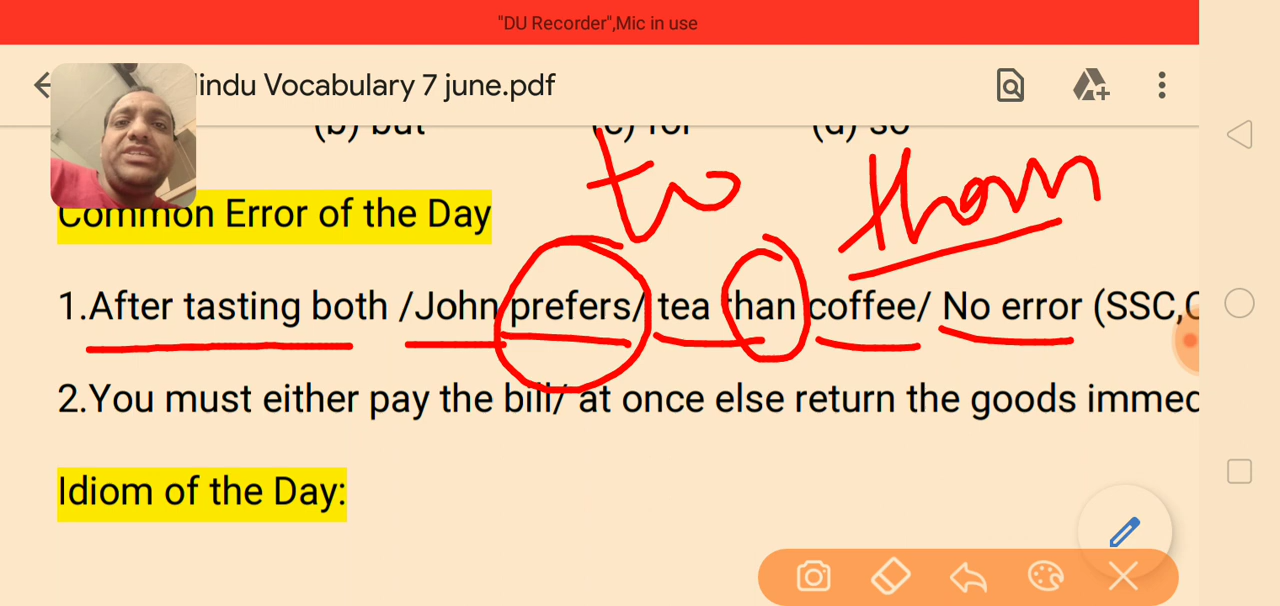 "DU Recorder",Mic in use
indu Vocabulary 7 june.pdf
(b) but (c) for (d) so
to than
Common Error of the Day
1.After tasting both /John prefers/ tea than coffee/ No error (SSC,
2.You must either pay the bill/ at once else return the goods immed
Idiom of the Day: